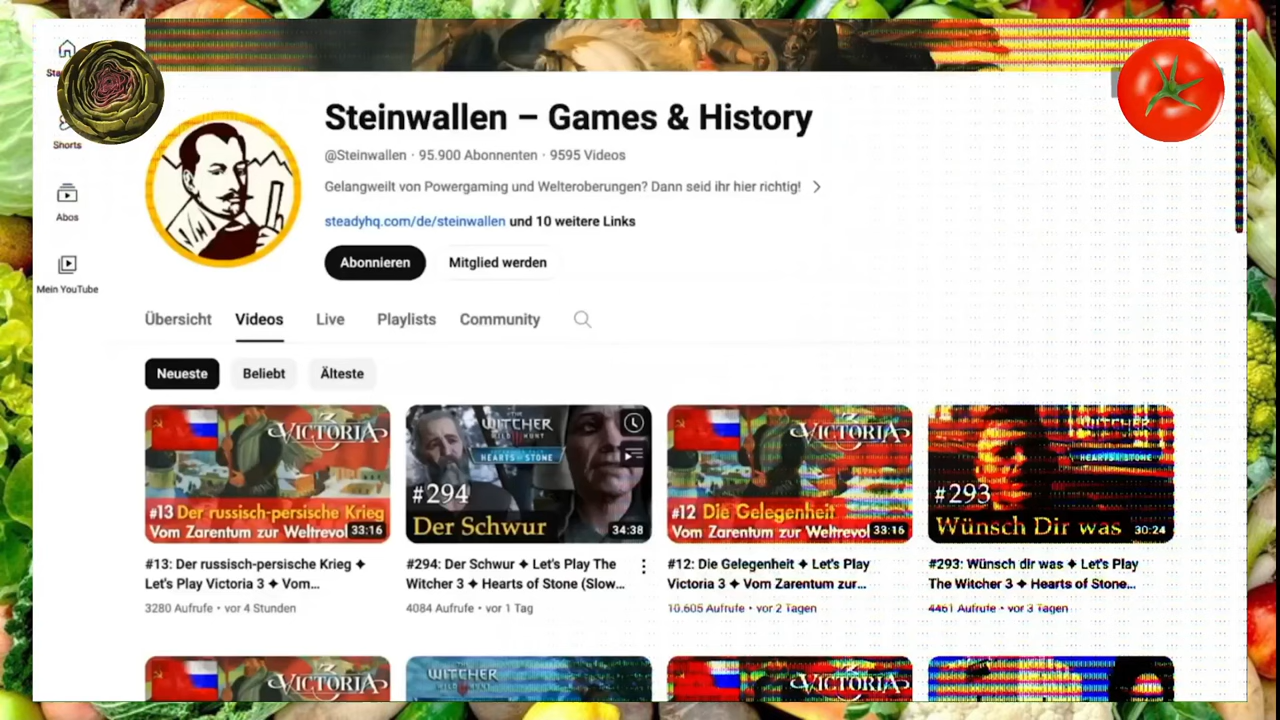 Steinwallen – Games & History
@Steinwallen · 95.900 Abonnenten · 9595 Videos
Shorts
Gelangweilt von Powergaming und Welteroberungen? Dann seid ihr hier richtig!
Abos
steadyhq.com/de/steinwallen und 10 weitere Links
Abonnieren Mitglied werden
Mein YouTube
Übersicht Videos Live Playlists Community
Neueste Beliebt Älteste
VICTORIA 3
#13 Der russisch-persische Krieg
Vom Zarentum zur Weltrevol 33:16
THE WITCHER WILD HUNT
HEARTS OF STONE
#294
Der Schwur 34:38
VICTORIA 3
#12 Die Gelegenheit
Vom Zarentum zur Weltrevol 33:16
WITCHER
HEARTS OF STONE
#293
Wünsch Dir was 30:24
#13: Der russisch-persische Krieg ✦
Let's Play Victoria 3 ✦ Vom...
3280 Aufrufe • vor 4 Stunden
#294: Der Schwur ✦ Let's Play The
Witcher 3 ✦ Hearts of Stone (Slow...
4084 Aufrufe • vor 1 Tag
#12: Die Gelegenheit ✦ Let's Play
Victoria 3 ✦ Vom Zarentum zur...
10.605 Aufrufe • vor 2 Tagen
#293: Wünsch dir was ✦ Let's Play
The Witcher 3 ✦ Hearts of Stone...
4461 Aufrufe • vor 3 Tagen
VICTORIA
WITCHER
VICTORIA